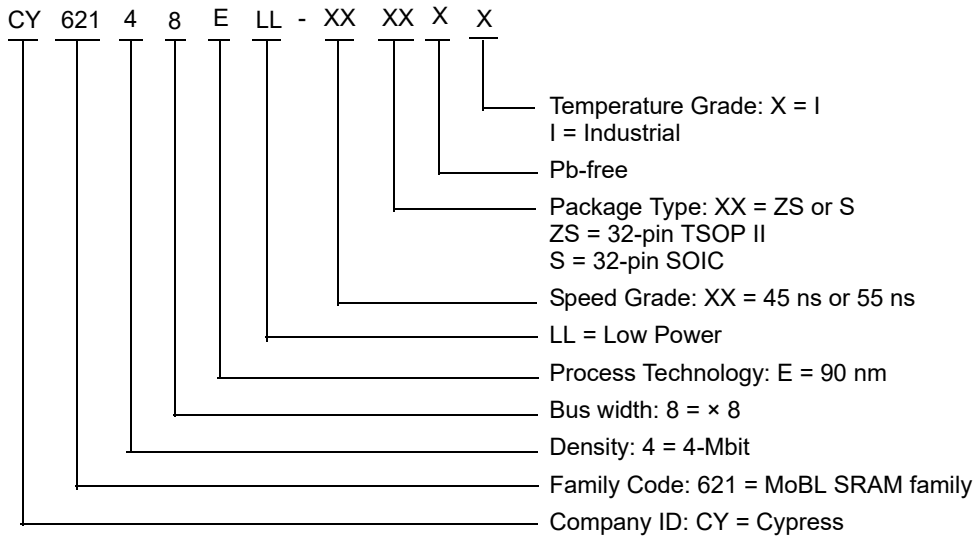 CY 621 4 8 E LL - XX XX X X
Temperature Grade: X = I
I = Industrial
Pb-free
Package Type: XX = ZS or S
ZS = 32-pin TSOP II
S = 32-pin SOIC
Speed Grade: XX = 45 ns or 55 ns
LL = Low Power
Process Technology: E = 90 nm
Bus width: 8 = × 8
Density: 4 = 4-Mbit
Family Code: 621 = MoBL SRAM family
Company ID: CY = Cypress